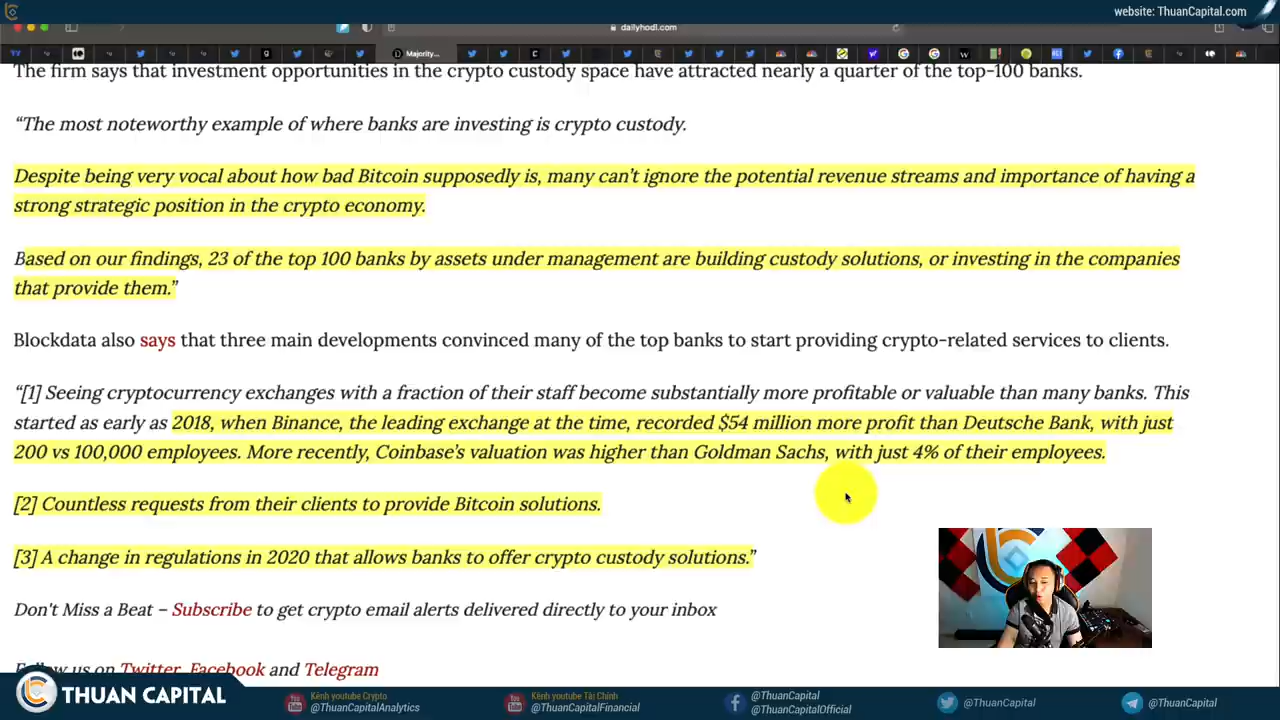 website: ThuanCapital.com
dailyhodl.com
Majority...
The firm says that investment opportunities in the crypto custody space have attracted nearly a quarter of the top-100 banks.
“The most noteworthy example of where banks are investing is crypto custody.
Despite being very vocal about how bad Bitcoin supposedly is, many can’t ignore the potential revenue streams and importance of having a
strong strategic position in the crypto economy.
Based on our findings, 23 of the top 100 banks by assets under management are building custody solutions, or investing in the companies
that provide them.”
Blockdata also says that three main developments convinced many of the top banks to start providing crypto-related services to clients.
“[1] Seeing cryptocurrency exchanges with a fraction of their staff become substantially more profitable or valuable than many banks. This
started as early as 2018, when Binance, the leading exchange at the time, recorded $54 million more profit than Deutsche Bank, with just
200 vs 100,000 employees. More recently, Coinbase’s valuation was higher than Goldman Sachs, with just 4% of their employees.
[2] Countless requests from their clients to provide Bitcoin solutions.
[3] A change in regulations in 2020 that allows banks to offer crypto custody solutions.”
Don't Miss a Beat – Subscribe to get crypto email alerts delivered directly to your inbox
Follow us on Twitter, Facebook and Telegram
THUAN CAPITAL
Kênh youtube Crypto
@ThuanCapitalAnalytics
Kênh youtube Tài Chính
@ThuanCapitalFinancial
@ThuanCapital
@ThuanCapitalOfficial
@ThuanCapital
@ThuanCapital